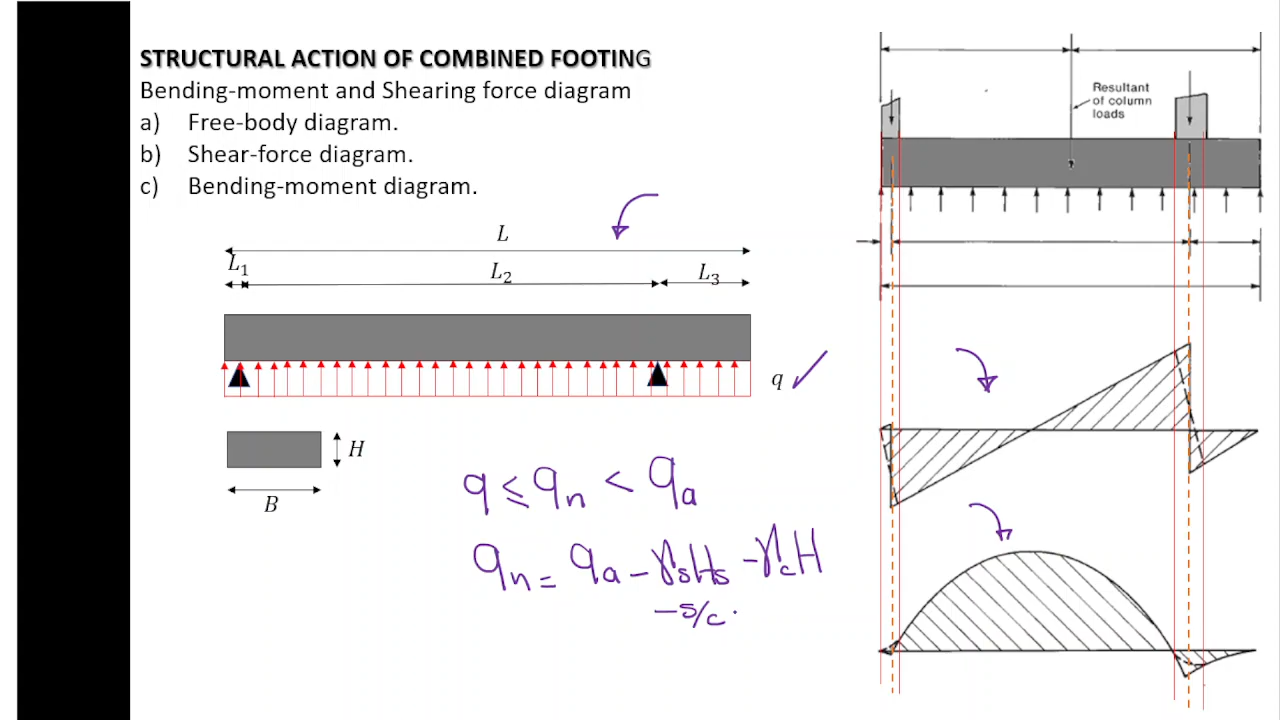 STRUCTURAL ACTION OF COMBINED FOOTING
Bending-moment and Shearing force diagram
a) Free-body diagram.
b) Shear-force diagram.
c) Bending-moment diagram.
L
L₁ L₂ L₃
q
H
B
q ≤ qₙ < qₐ
qₙ = qₐ - γₛHₛ - γ꜀H
- s/c.
Resultant
of column
loads